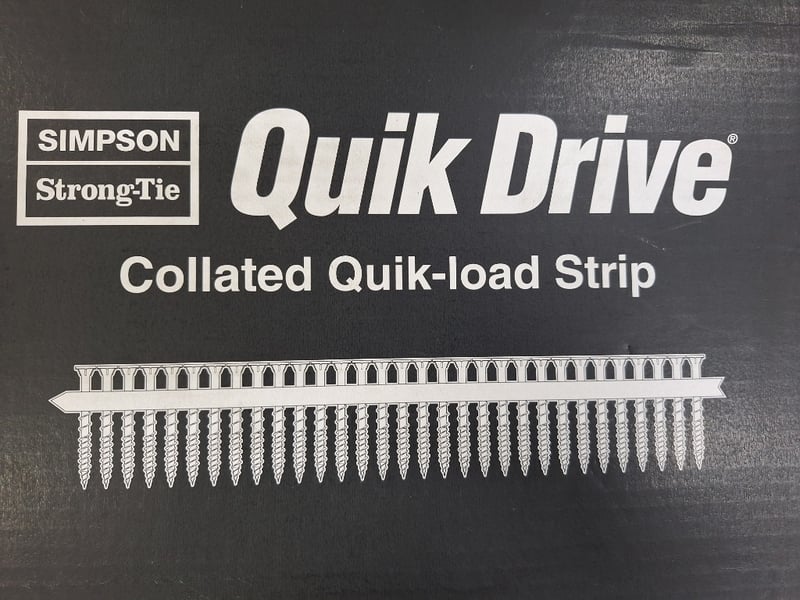 SIMPSON
Strong-Tie
Quik Drive®
Collated Quik-load Strip